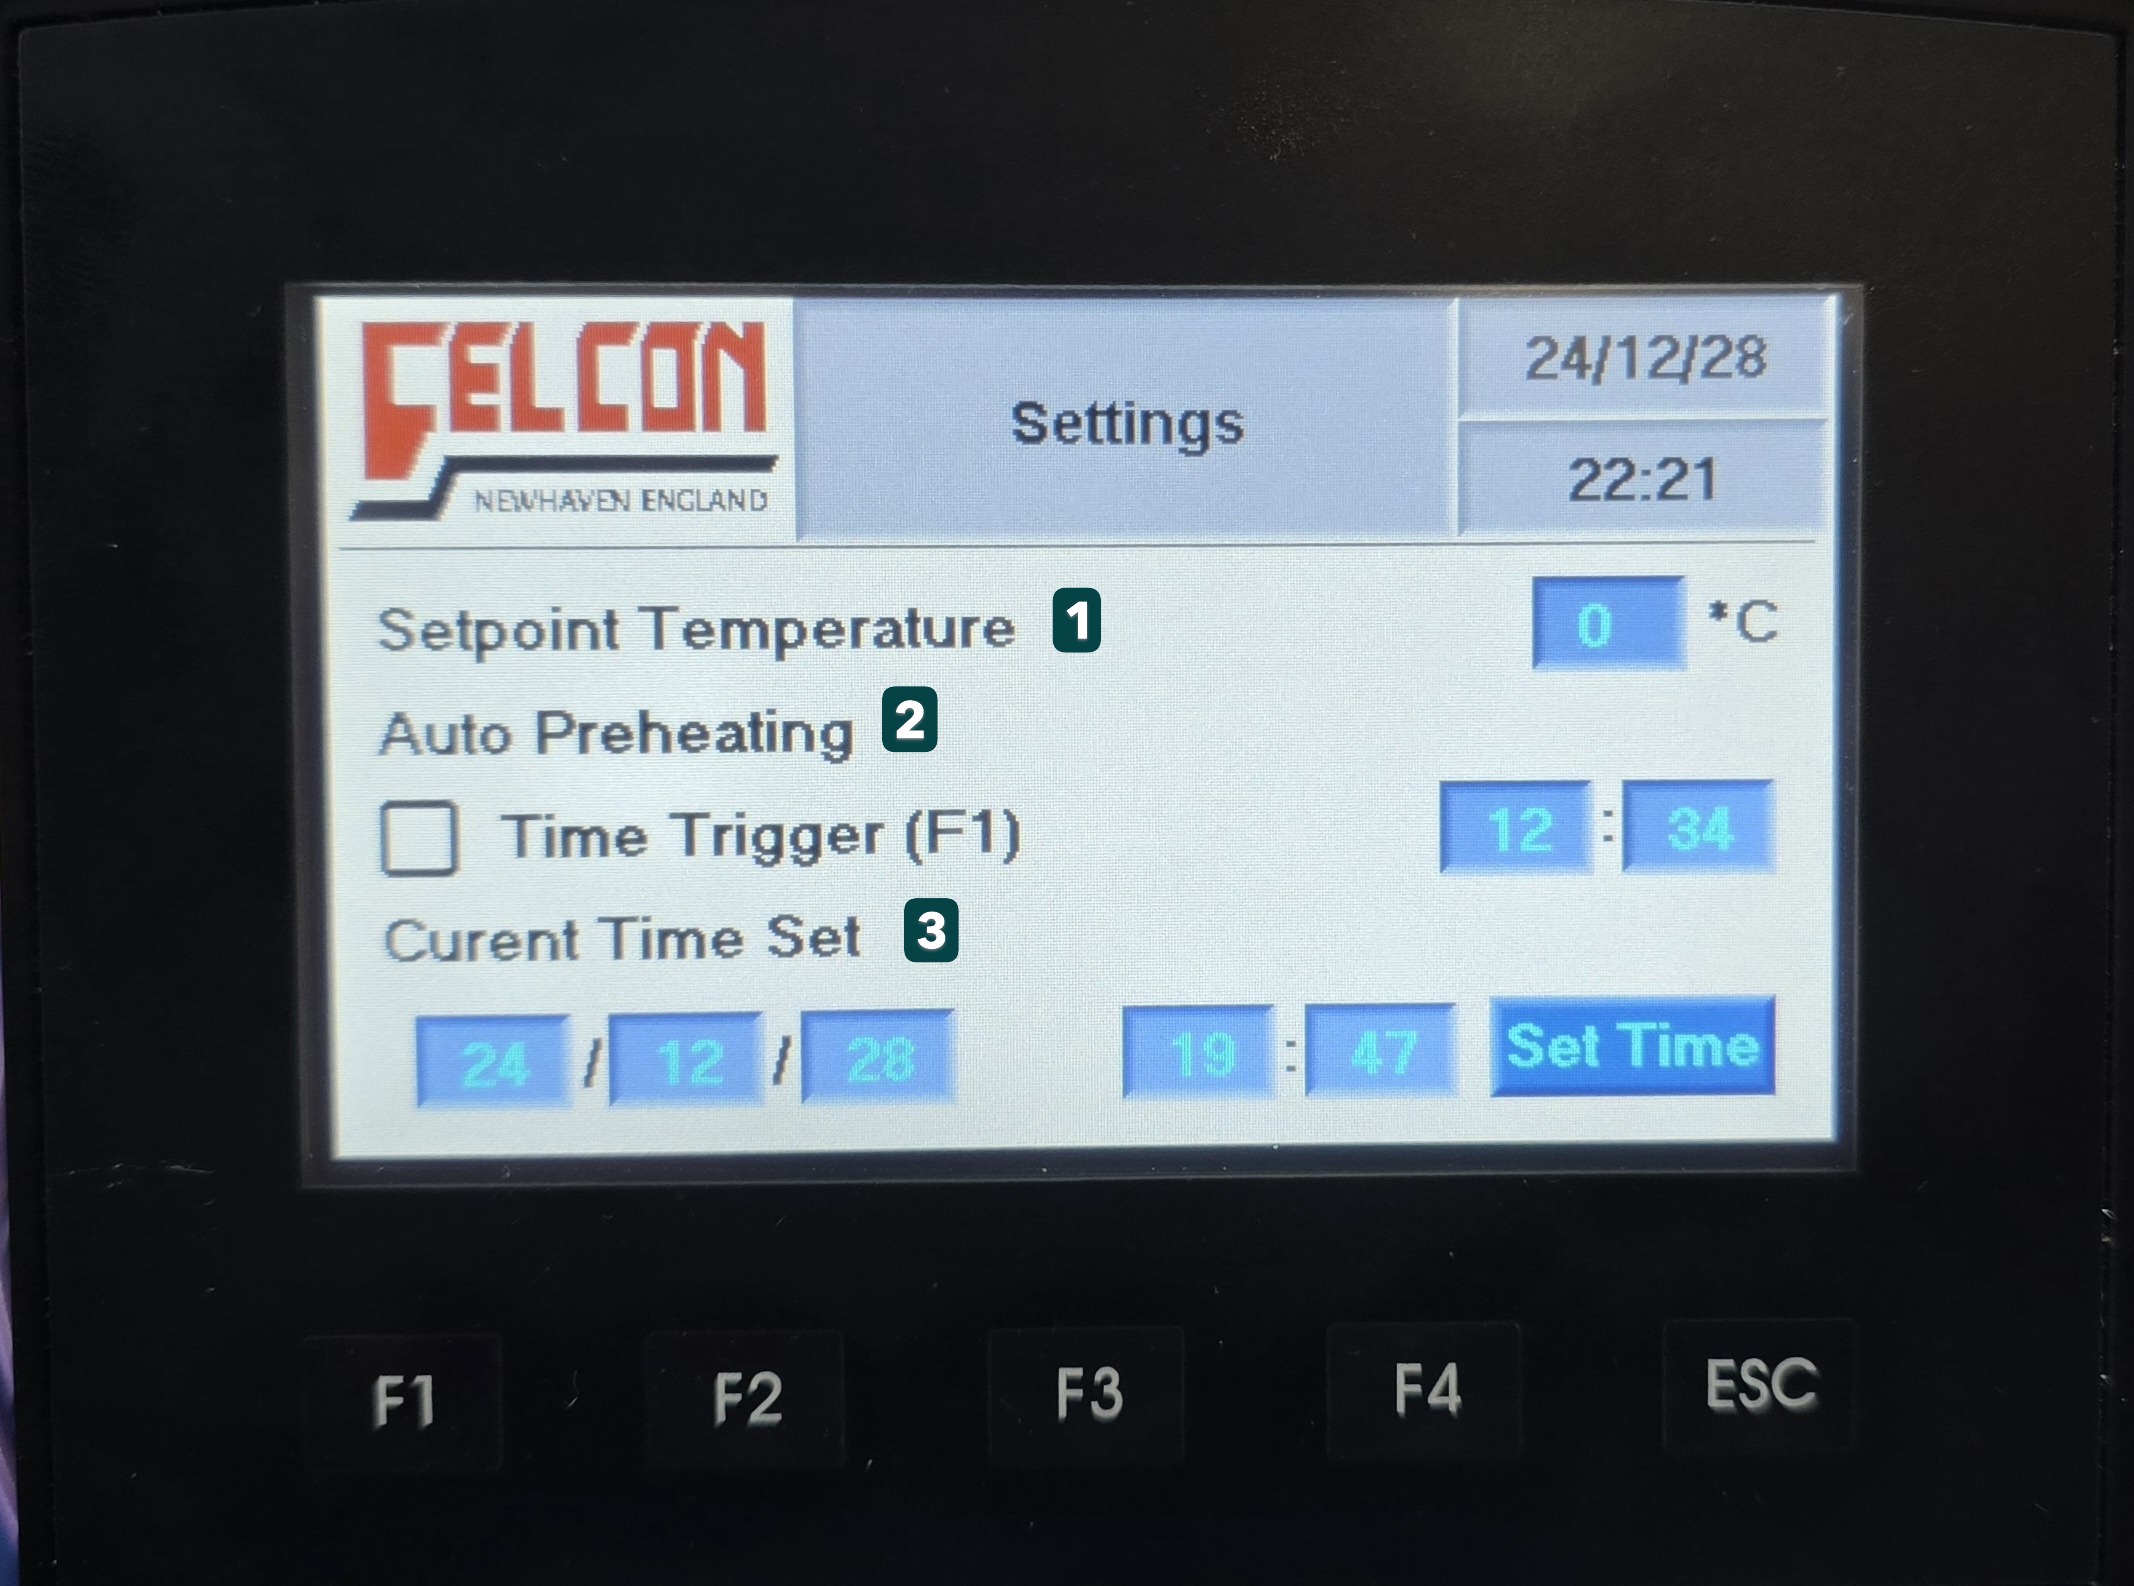 CELCON
NEWHAVEN ENGLAND
Settings
24/12/28
22:21
Setpoint Temperature 1 0 *C
Auto Preheating 2
Time Trigger (F1) 12 : 34
Curent Time Set 3
24 / 12 / 28 19 : 47 Set Time
F1 F2 F3 F4 ESC